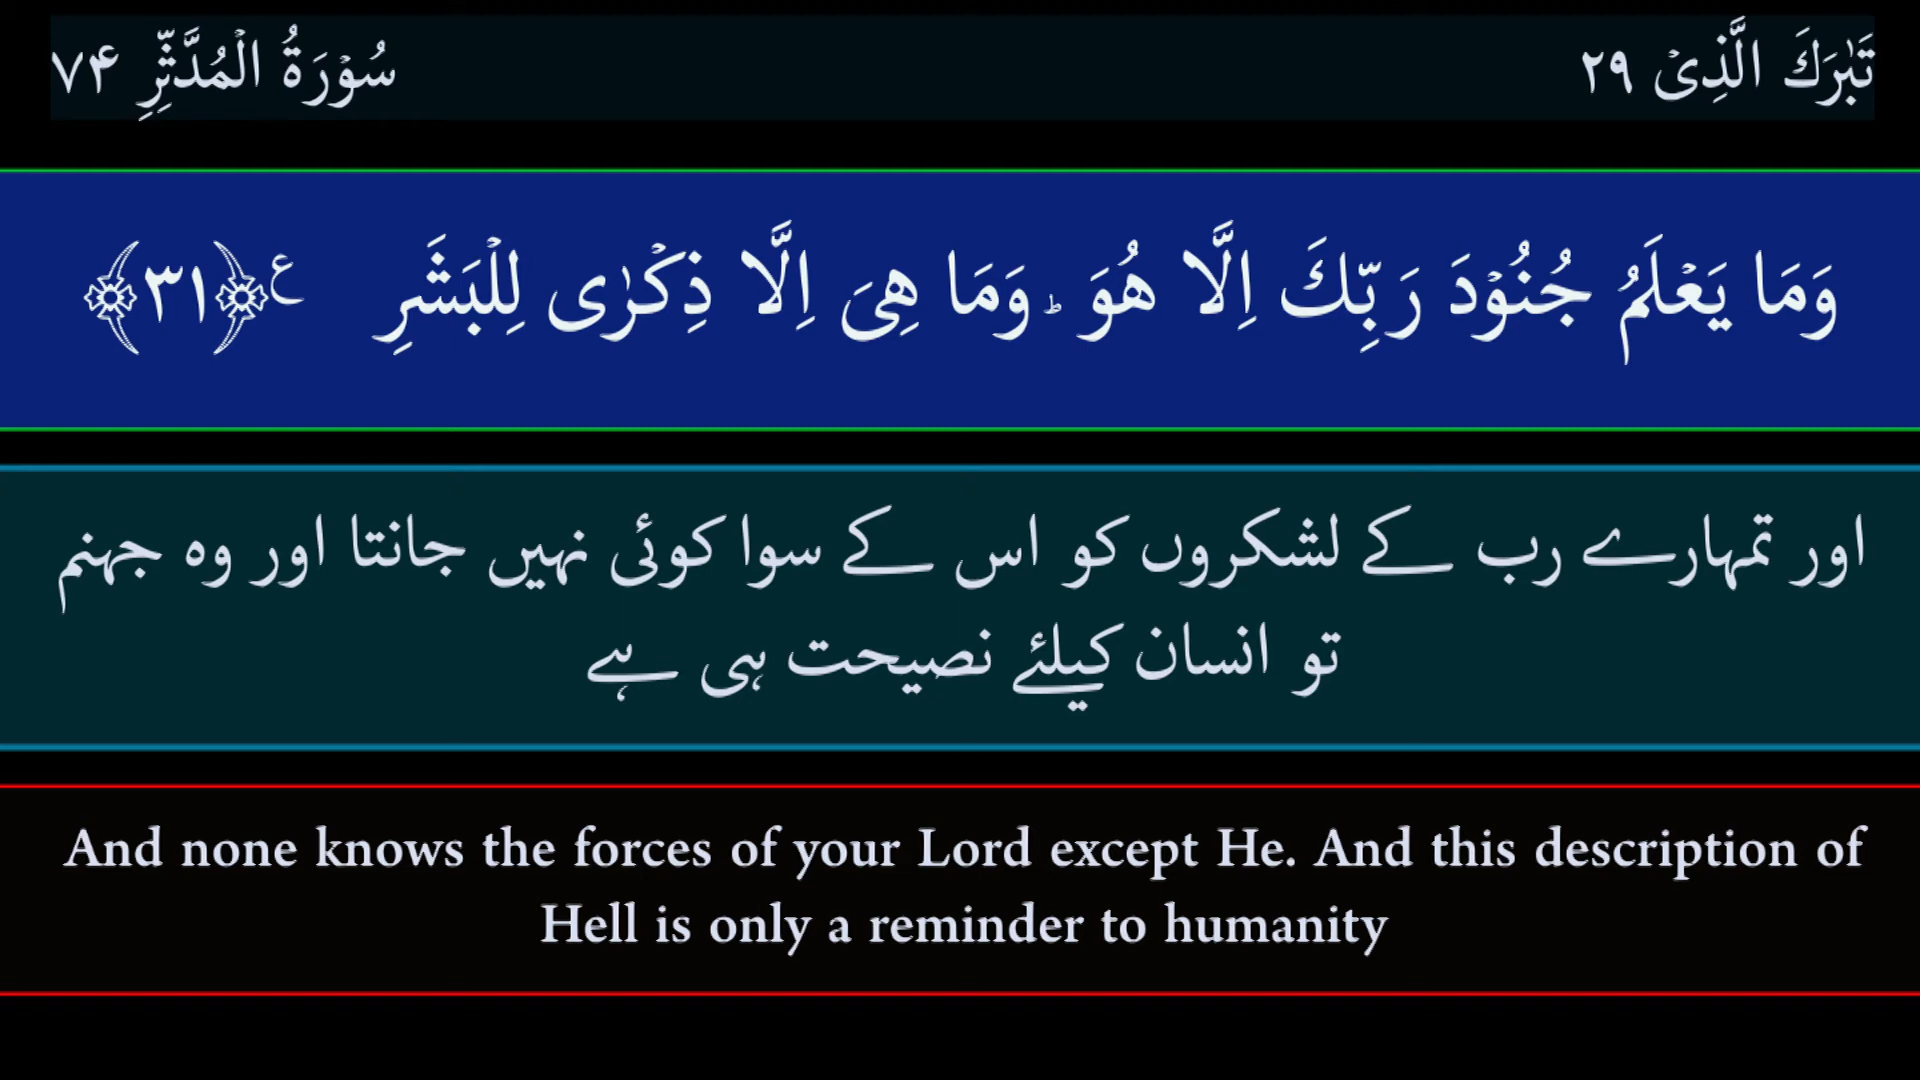 تَبٰرَكَ الَّذِیْ ۲۹
سُوْرَةُ الْمُدَّثِّرِ ۷۴
وَمَا یَعْلَمُ جُنُوْدَ رَبِّكَ اِلَّا هُوَ ؕ وَمَا هِیَ اِلَّا ذِكْرٰی لِلْبَشَرِ ع ﴿۳۱﴾
اور تمہارے رب کے لشکروں کو اس کے سوا کوئی نہیں جانتا اور وہ جہنم
تو انسان کیلئے نصیحت ہی ہے
And none knows the forces of your Lord except He. And this description of
Hell is only a reminder to humanity